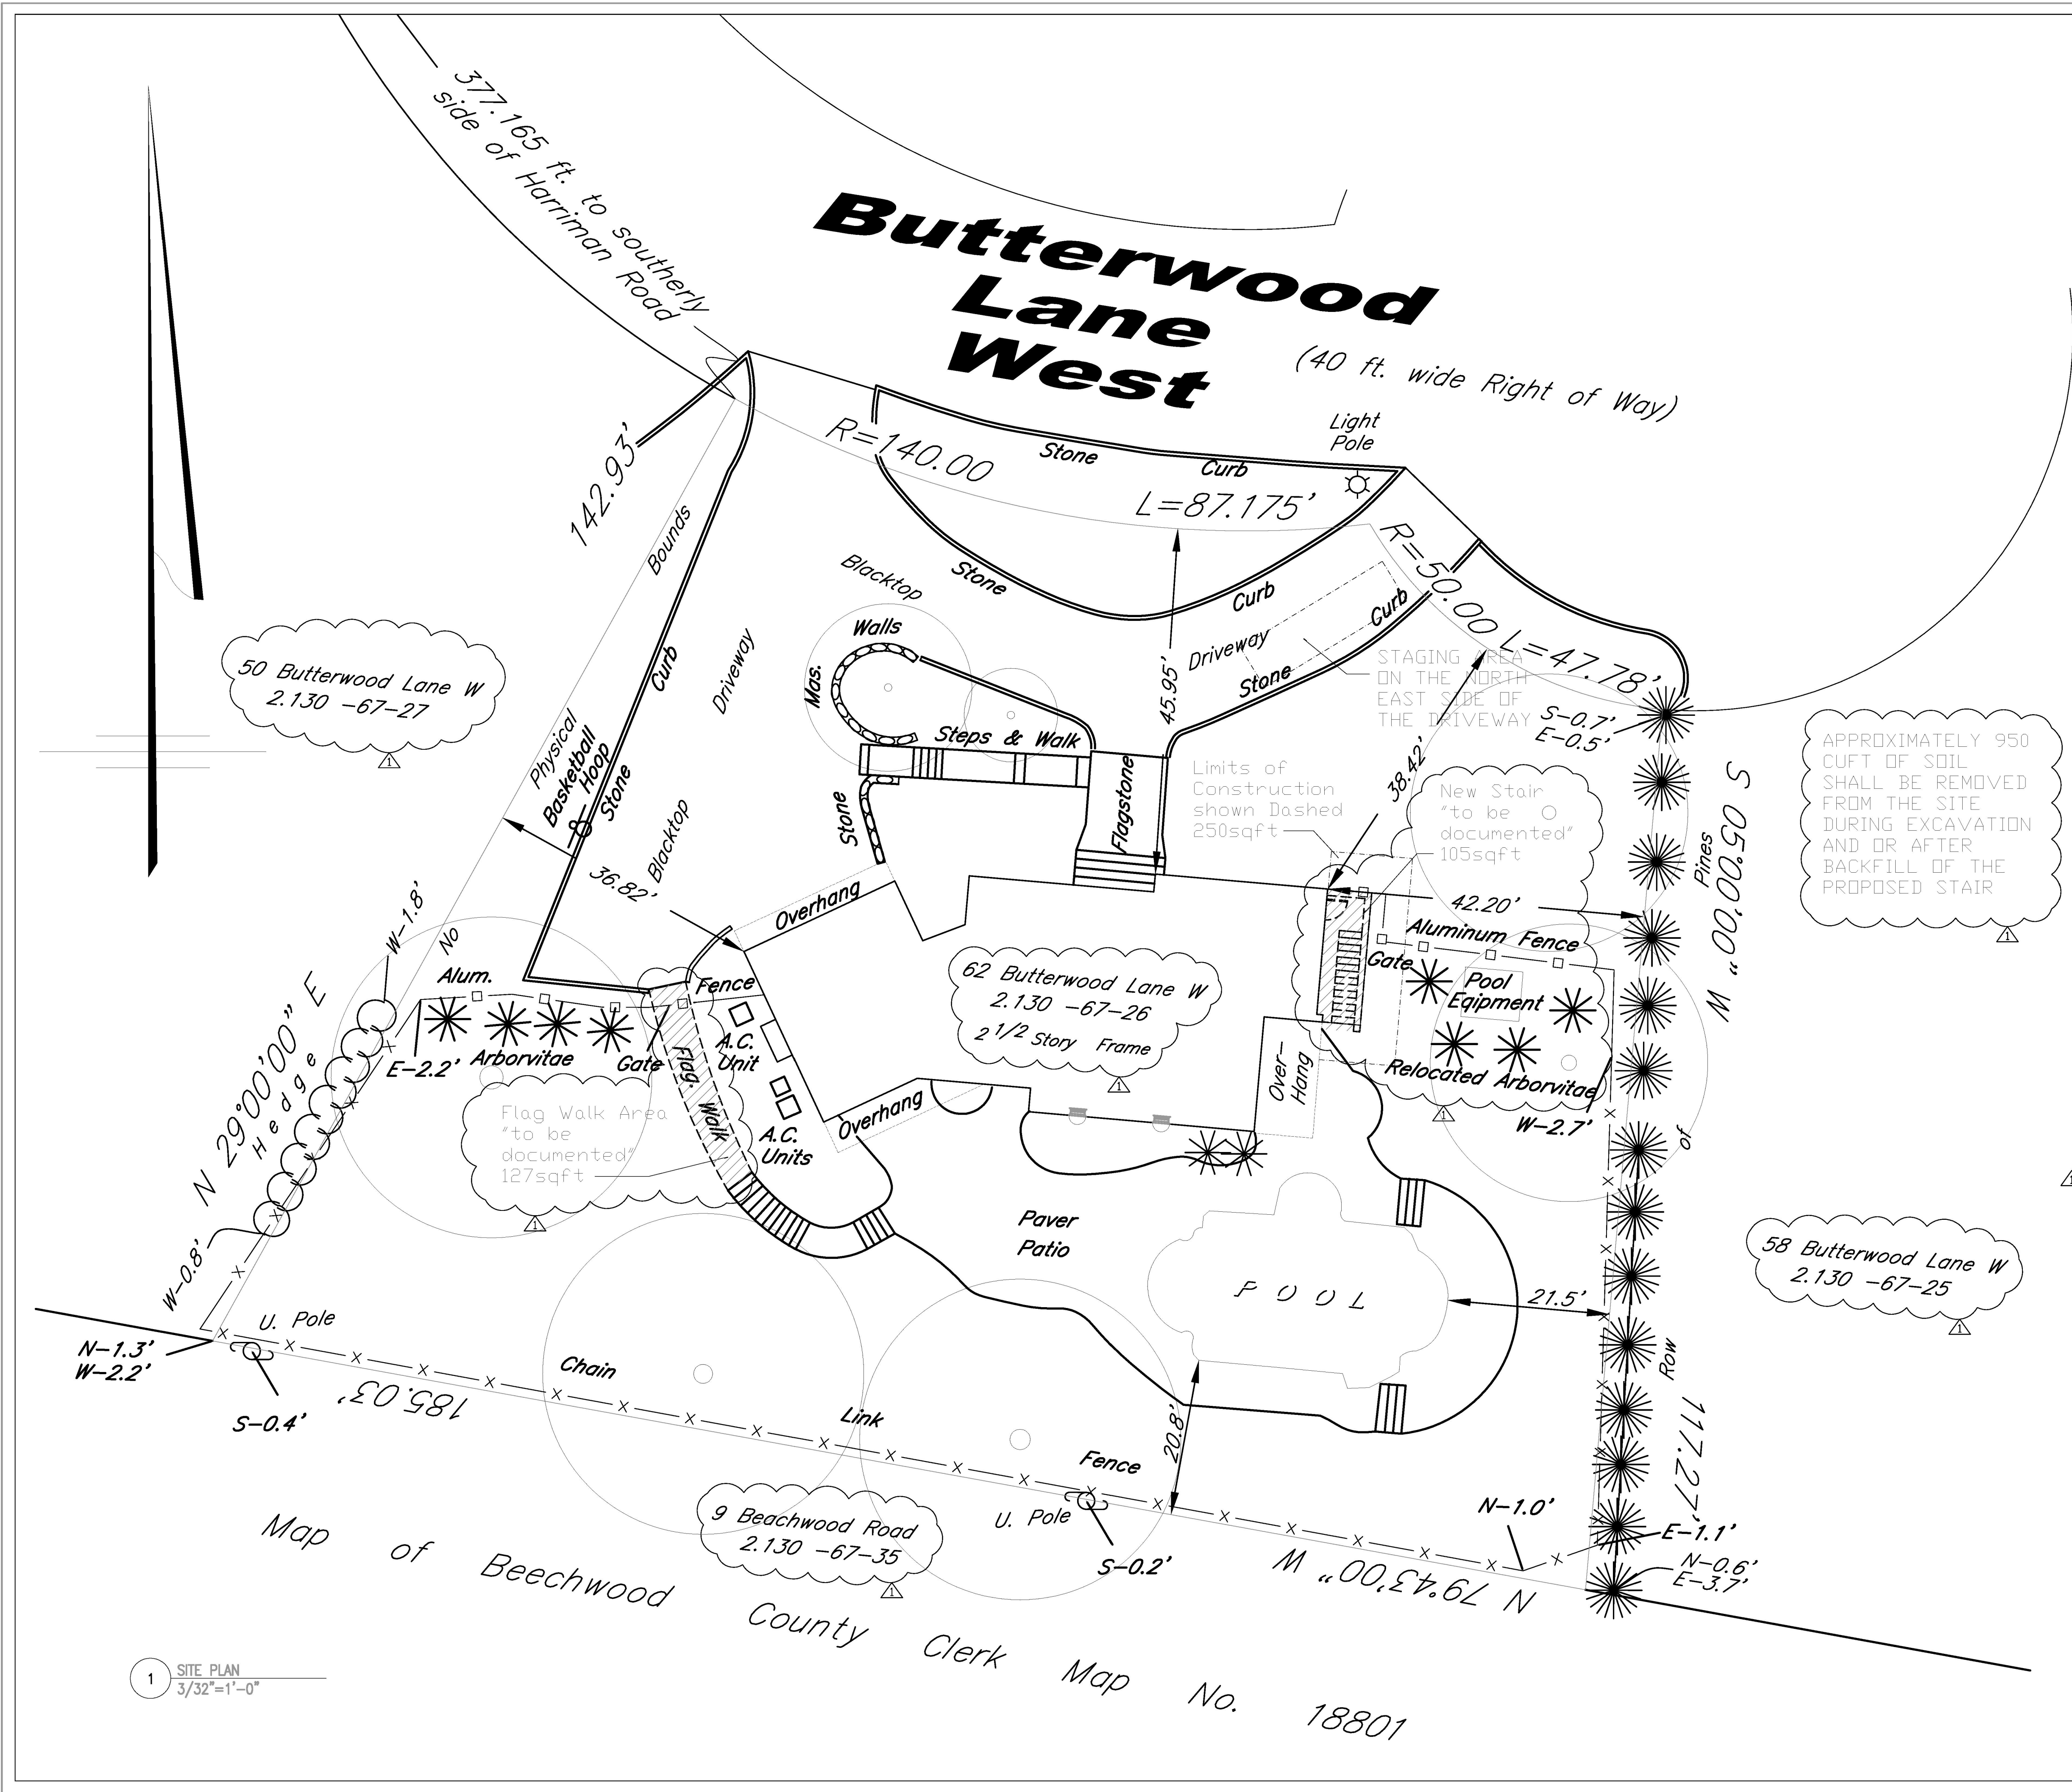 377.165 ft. to southerly
side of Harriman Road
Butterwood
Lane
West
(40 ft. wide Right of Way)
Light
Pole
142.93'
R=140.00
L=87.175'
Stone
Curb
R=50.00
L=47.78'
Bounds
Physical
No
Blacktop
Stone
Curb
Curb
Driveway
Stone
STAGING AREA
ON THE NORTH
EAST SIDE OF
THE DRIVEWAY
50 Butterwood Lane W
2.130 -67-27
1
Curb
Driveway
Walls
Mas.
Steps & Walk
Stone
Flagstone
45.95'
38.42'
S-0.7'
E-0.5'
Basketball
Hoop
Stone
Blacktop
36.82'
Limits of
Construction
shown Dashed
250sqft
New Stair
"to be
documented"
105sqft
APPROXIMATELY 950
CUFT OF SOIL
SHALL BE REMOVED
FROM THE SITE
DURING EXCAVATION
AND OR AFTER
BACKFILL OF THE
PROPOSED STAIR
1
S 05°00'00" W
Pines
of
Row
117.27'
W-1.8'
Overhang
42.20'
Aluminum Fence
Gate
Pool
Eqipment
Relocated Arborvitae
1
W-2.7'
62 Butterwood Lane W
2.130 -67-26
2 1/2 Story Frame
1
Alum.
Fence
E-2.2'
Arborvitae
Gate
Flag.
Walk
A.C.
Unit
A.C.
Units
Overhang
Over-
Hang
N 29°00'00" E
Hedge
Flag Walk Area
"to be
documented"
127sqft
1
W-0.8'
Paver
Patio
POOL
21.5'
58 Butterwood Lane W
2.130 -67-25
1
U. Pole
N-1.3'
W-2.2'
S-0.4'
185.03'
Chain
Link
Fence
20.8'
U. Pole
S-0.2'
N-1.0'
E-1.1'
N-0.6'
E-3.7'
N 79°43'00" W
9 Beachwood Road
2.130 -67-35
1
Map of Beechwood County Clerk Map No. 18801
1
SITE PLAN
3/32"=1'-0"